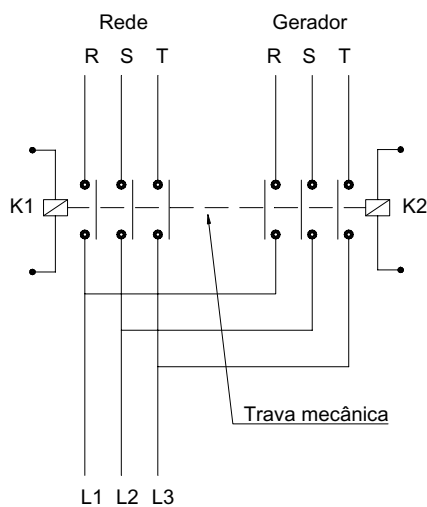 Rede Gerador
R S T R S T
K1 K2
Trava mecânica
L1 L2 L3